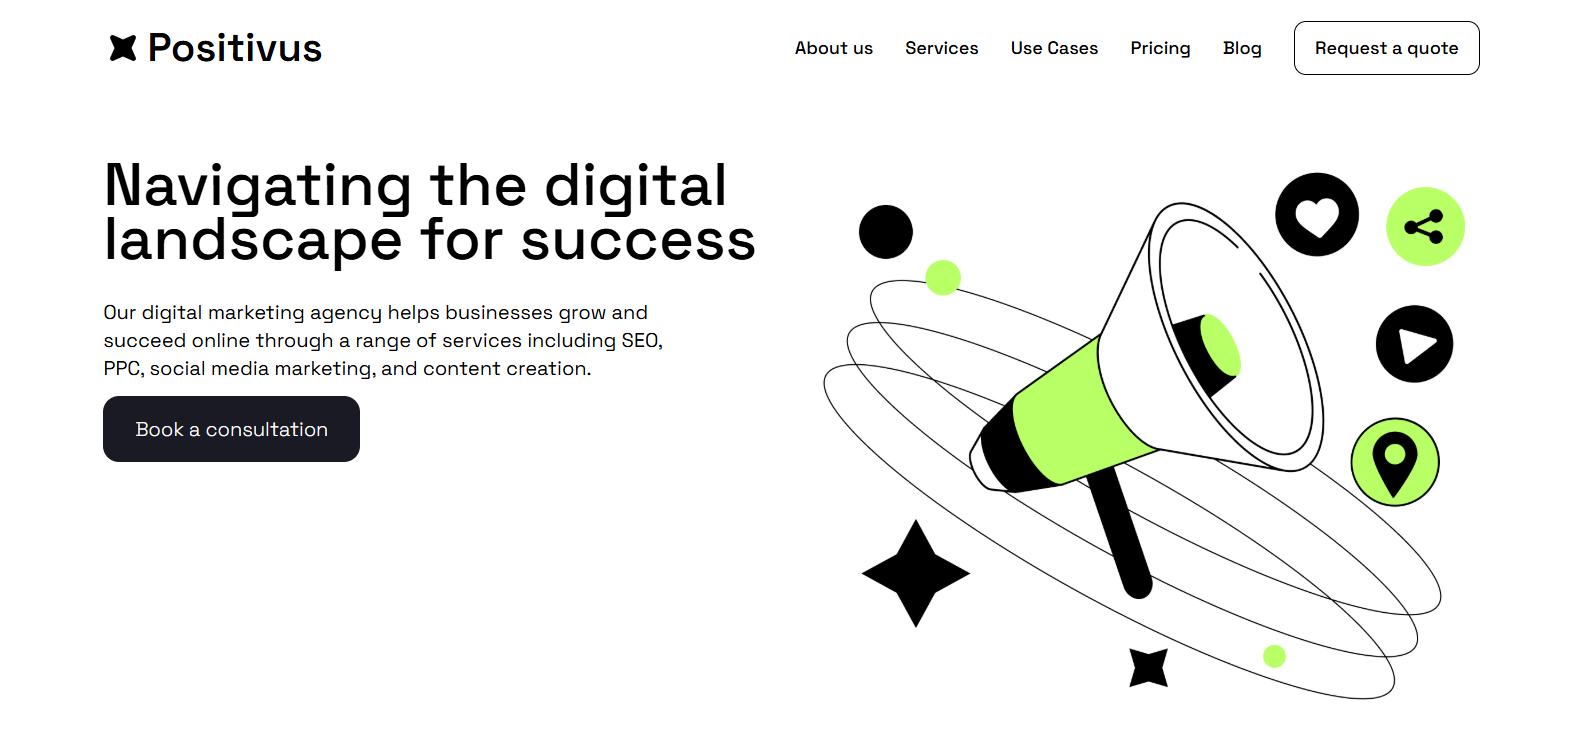 Positivus
About us
Services
Use Cases
Pricing
Blog
Request a quote
Navigating the digital
landscape for success
Our digital marketing agency helps businesses grow and
succeed online through a range of services including SEO,
PPC, social media marketing, and content creation.
Book a consultation